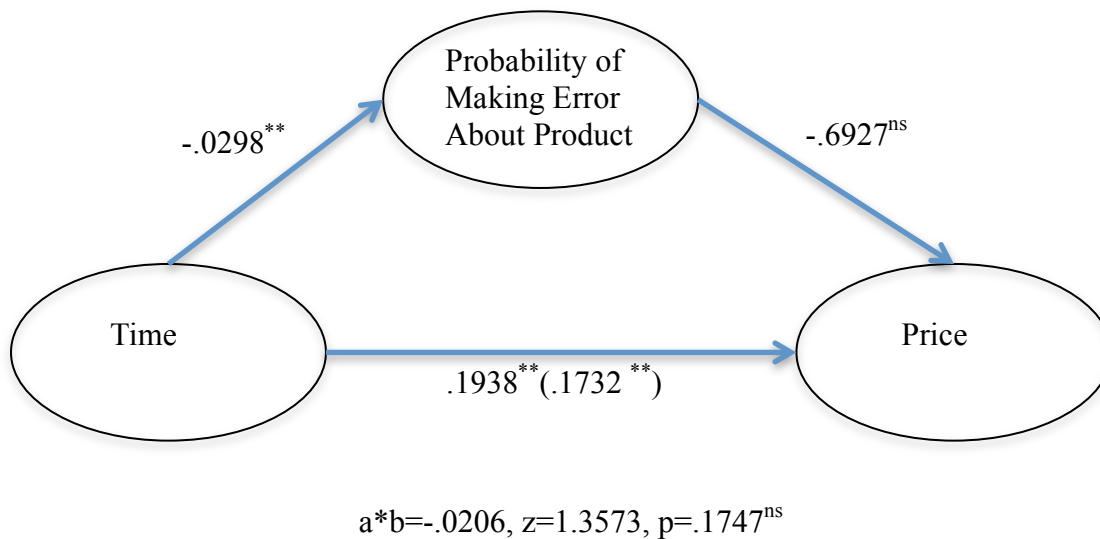 Probability of
Making Error
About Product
-.0298**
-.6927ns
Time
Price
.1938**(.1732 **)
a*b=-.0206, z=1.3573, p=.1747ns